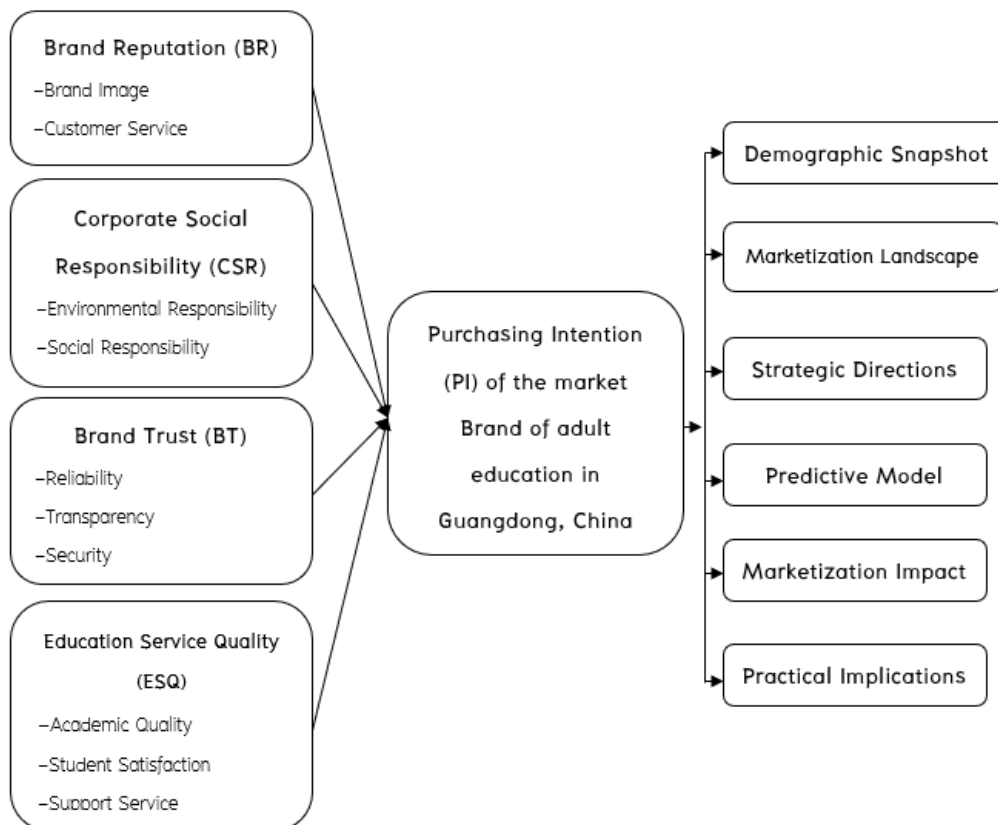 Brand Reputation (BR)
-Brand Image
-Customer Service
Corporate Social
Responsibility (CSR)
-Environmental Responsibility
-Social Responsibility
Brand Trust (BT)
-Reliability
-Transparency
-Security
Education Service Quality
(ESQ)
-Academic Quality
-Student Satisfaction
-Support Service
Purchasing Intention
(PI) of the market
Brand of adult
education in
Guangdong, China
Demographic Snapshot
Marketization Landscape
Strategic Directions
Predictive Model
Marketization Impact
Practical Implications